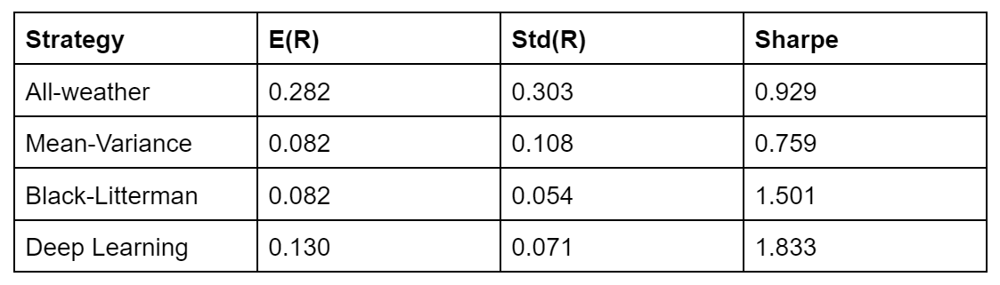 Strategy E(R) Std(R) Sharpe
All-weather 0.282 0.303 0.929
Mean-Variance 0.082 0.108 0.759
Black-Litterman 0.082 0.054 1.501
Deep Learning 0.130 0.071 1.833